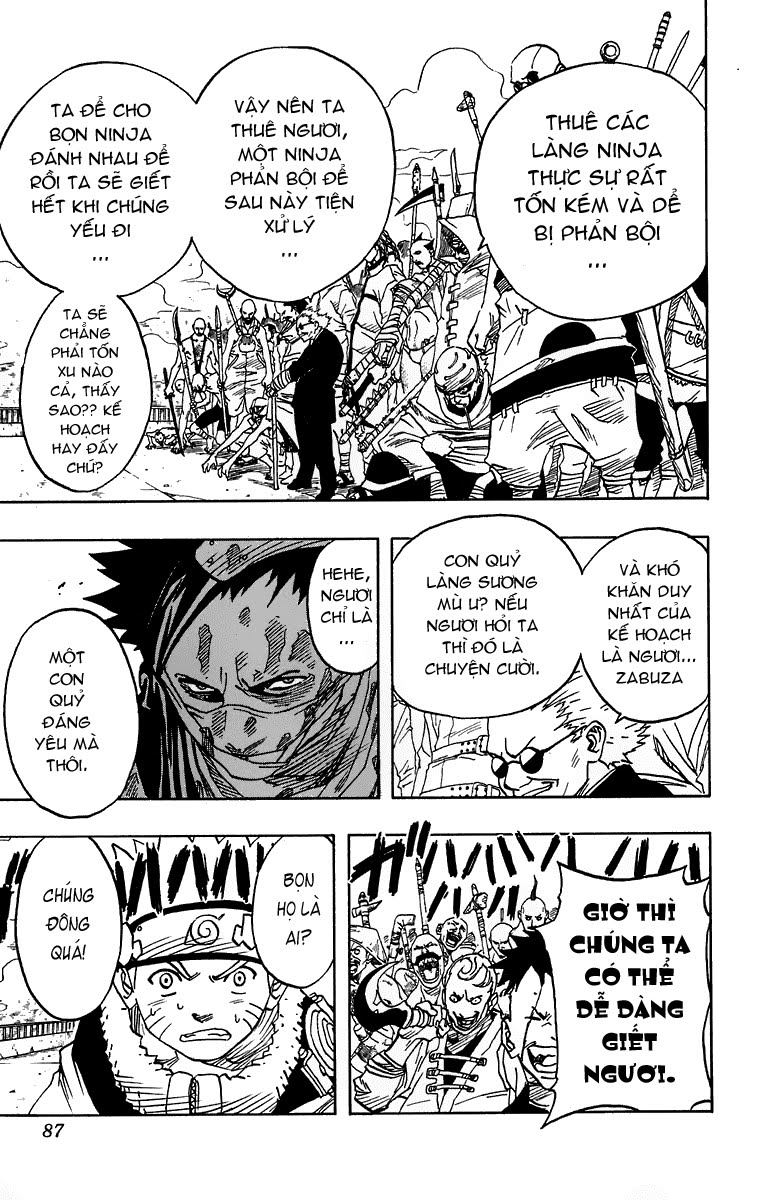 THUÊ CÁC
LÀNG NINJA
THỰC SỰ RẤT
TỐN KÉM VÀ DỂ
BỊ PHẢN BỘI
...
VẬY NÊN TA
THUÊ NGƯƠI,
MỘT NINJA
PHẢN BỘI ĐỂ
SAU NÀY TIỆN
XỬ LÝ
...
TA ĐỂ CHO
BỌN NINJA
ĐÁNH NHAU ĐỂ
RỒI TA SẼ GIẾT
HẾT KHI CHÚNG
YẾU ĐI
...
TA SẼ
CHẲNG
PHẢI TỐN
XU NÀO
CẢ, THẤY
SAO?? KẾ
HOẠCH
HAY ĐẤY
CHỨ?
VÀ KHÓ
KHĂN DUY
NHẤT CỦA
KẾ HOẠCH
LÀ NGƯƠI...
ZABUZA
CON QUỶ
LÀNG SƯƠNG
MÙ Ư? NẾU
NGƯƠI HỎI TA
THÌ ĐÓ LÀ
CHUYỆN CƯỜI.
HEHE,
NGƯƠI
CHỈ LÀ
...
MỘT
CON
QUỶ
ĐÁNG
YÊU MÀ
THÔI.
GIỜ THÌ
CHÚNG TA
CÓ THỂ
DỄ DÀNG
GIẾT
NGƯƠI.
ガ
BỌN
HỌ LÀ
AI?
CHÚNG
ĐÔNG
QUÁ!
87